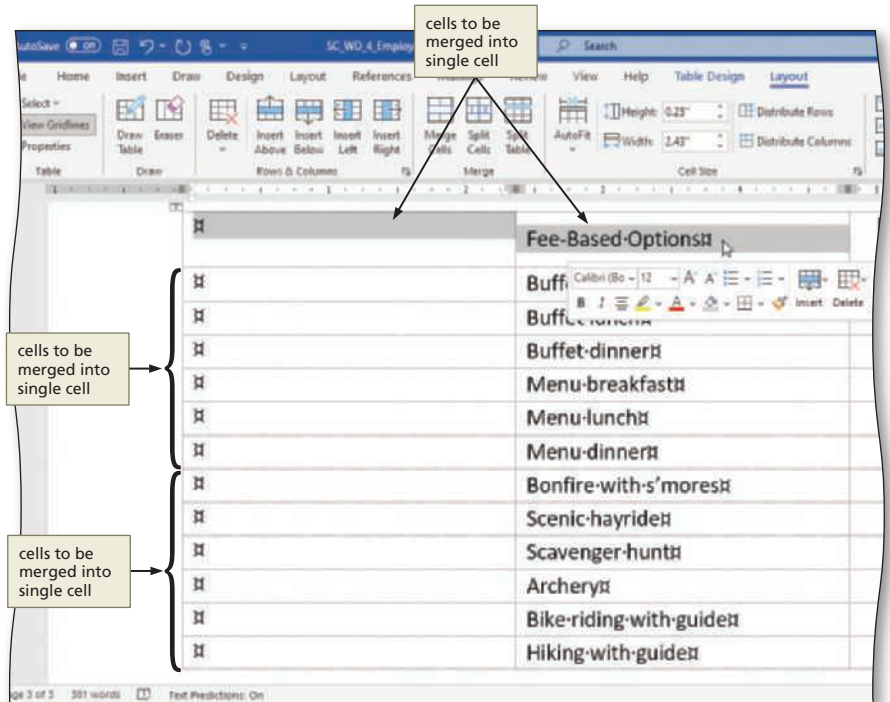 cells to be
merged into
single cell
AutoSave On SC_WD_4_Employ Search
Home Insert Draw Design Layout References View Help Table Design Layout
Select
View Gridlines
Properties
Draw Table Eraser Delete Insert Above Insert Below Insert Left Insert Right Merge Cells Split Cells Split Table AutoFit Height: 0.25" Width: 2.43" Distribute Rows Distribute Columns
Table Draw Rows & Columns Merge Cell Size
¤ Fee-Based·Options¤
Calibri (Bo 12 A A
B I A Insert Delete
¤ Buff
¤ Buffet·lunch¤
¤ Buffet·dinner¤
¤ Menu·breakfast¤
¤ Menu·lunch¤
¤ Menu·dinner¤
¤ Bonfire·with·s'mores¤
¤ Scenic·hayride¤
¤ Scavenger·hunt¤
¤ Archery¤
¤ Bike·riding·with·guide¤
¤ Hiking·with·guide¤
cells to be
merged into
single cell
cells to be
merged into
single cell
ge 3 of 3 381 words Text Predictions: On